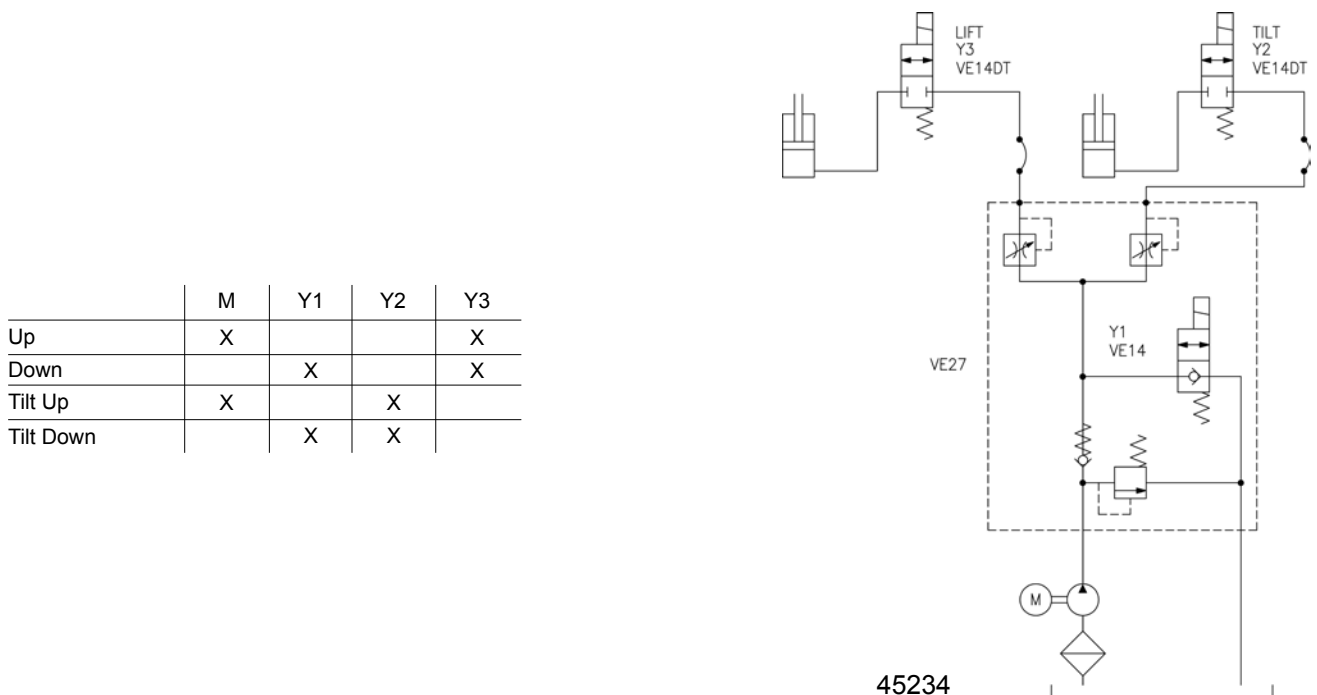 M Y1 Y2 Y3
Up X X
Down X X
Tilt Up X X
Tilt Down X X
LIFT
Y3
VE14DT
TILT
Y2
VE14DT
Y1
VE14
VE27
M
45234